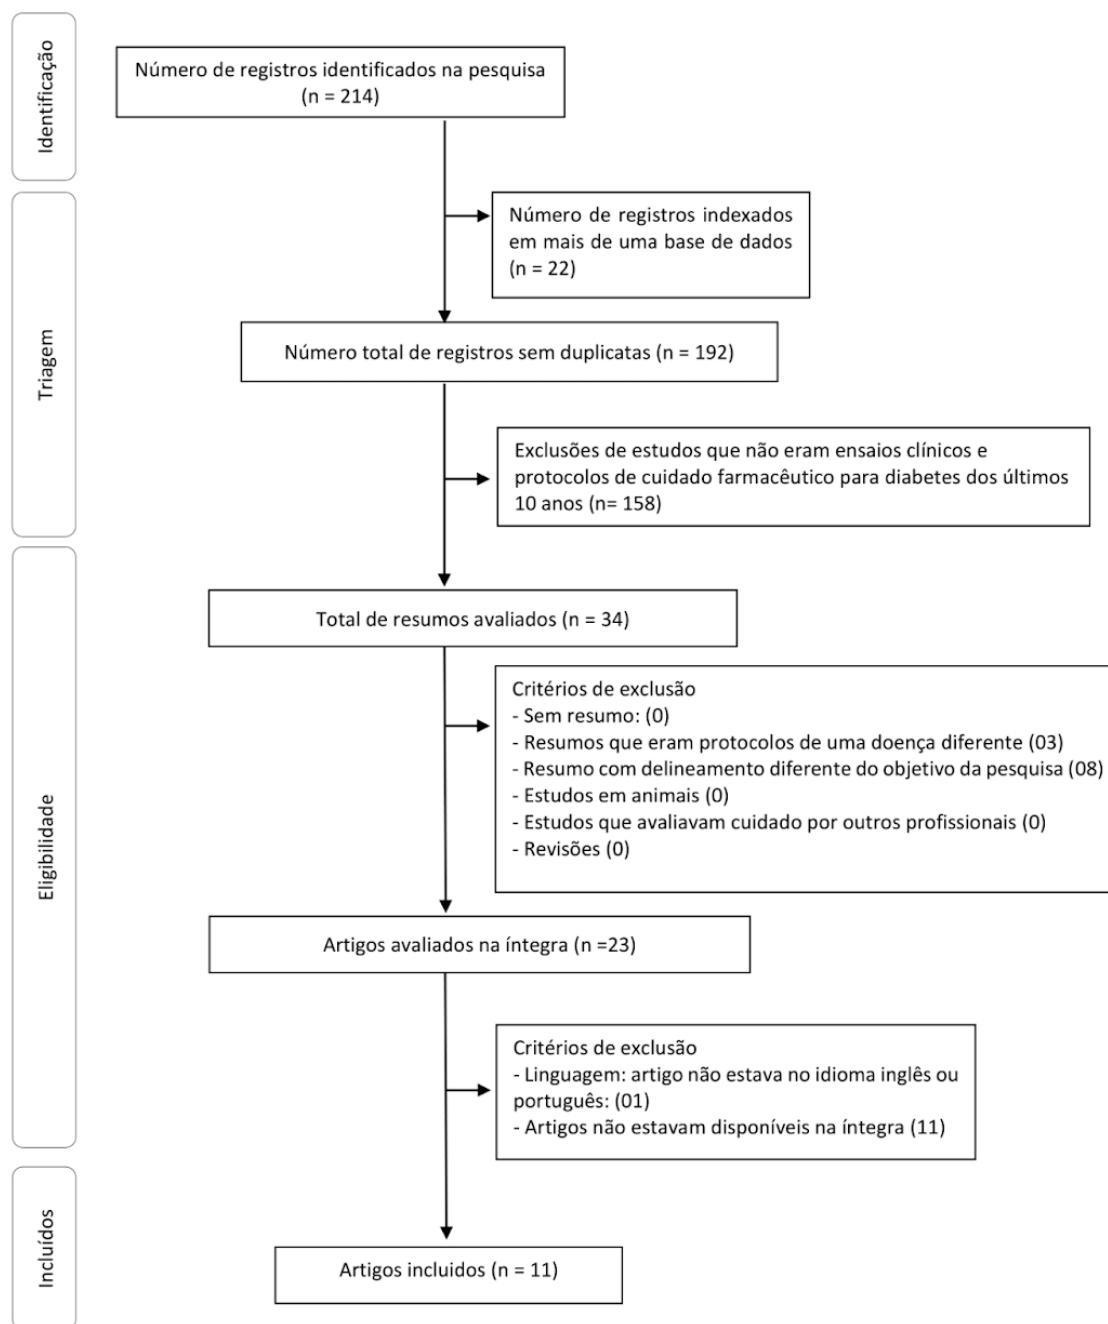 Identificação
Número de registros identificados na pesquisa
(n = 214)
Triagem
Número de registros indexados
em mais de uma base de dados
(n = 22)
Número total de registros sem duplicatas (n = 192)
Exclusões de estudos que não eram ensaios clínicos e
protocolos de cuidado farmacêutico para diabetes dos últimos
10 anos (n= 158)
Eligibilidade
Total de resumos avaliados (n = 34)
Critérios de exclusão
- Sem resumo: (0)
- Resumos que eram protocolos de uma doença diferente (03)
- Resumo com delineamento diferente do objetivo da pesquisa (08)
- Estudos em animais (0)
- Estudos que avaliavam cuidado por outros profissionais (0)
- Revisões (0)
Artigos avaliados na íntegra (n =23)
Critérios de exclusão
- Linguagem: artigo não estava no idioma inglês ou
português: (01)
- Artigos não estavam disponíveis na íntegra (11)
Incluídos
Artigos incluidos (n = 11)